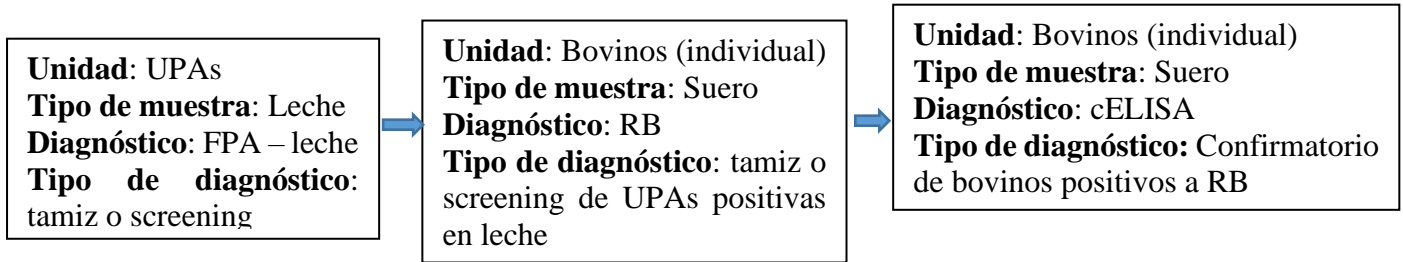 Unidad: UPAs
Tipo de muestra: Leche
Diagnóstico: FPA – leche
Tipo de diagnóstico:
tamiz o screening
Unidad: Bovinos (individual)
Tipo de muestra: Suero
Diagnóstico: RB
Tipo de diagnóstico: tamiz o
screening de UPAs positivas
en leche
Unidad: Bovinos (individual)
Tipo de muestra: Suero
Diagnóstico: cELISA
Tipo de diagnóstico: Confirmatorio
de bovinos positivos a RB